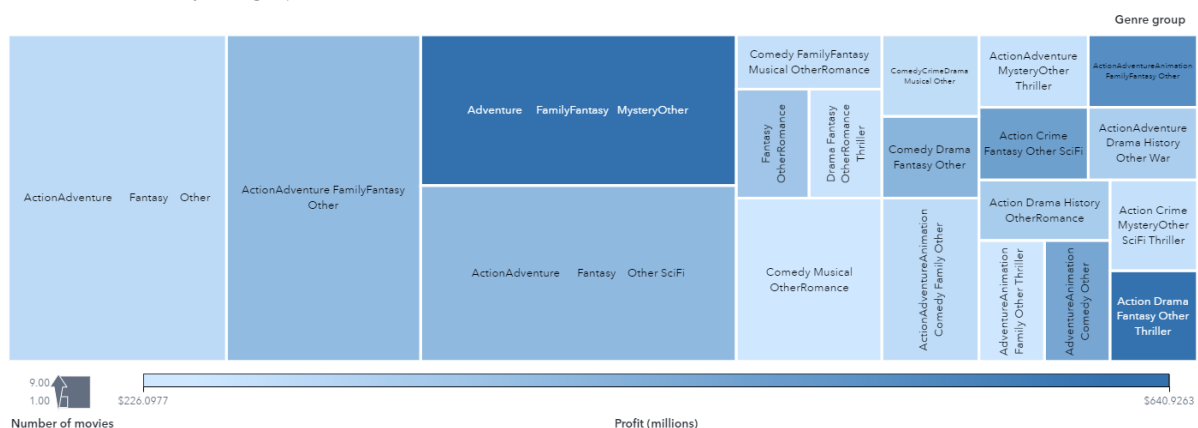 Genre group
ActionAdventure Fantasy Other
ActionAdventure FamilyFantasy
Other
Adventure FamilyFantasy MysteryOther
ActionAdventure Fantasy Other SciFi
Comedy FamilyFantasy
Musical OtherRomance
Fantasy
OtherRomance
Drama Fantasy
OtherRomance
Thriller
Comedy Musical
OtherRomance
ComedyCrimeDrama
Musical Other
Comedy Drama
Fantasy Other
ActionAdventureAnimation
Comedy Family Other
ActionAdventure
MysteryOther
Thriller
Action Crime
Fantasy Other SciFi
Action Drama History
OtherRomance
AdventureAnimation
Family Other Thriller
AdventureAnimation
Comedy Other
ActionAdventureAnimation
FamilyFantasy Other
ActionAdventure
Drama History
Other War
Action Crime
MysteryOther
SciFi Thriller
Action Drama
Fantasy Other
Thriller
9.00
1.00
$226.0977
$640.9263
Number of movies
Profit (millions)